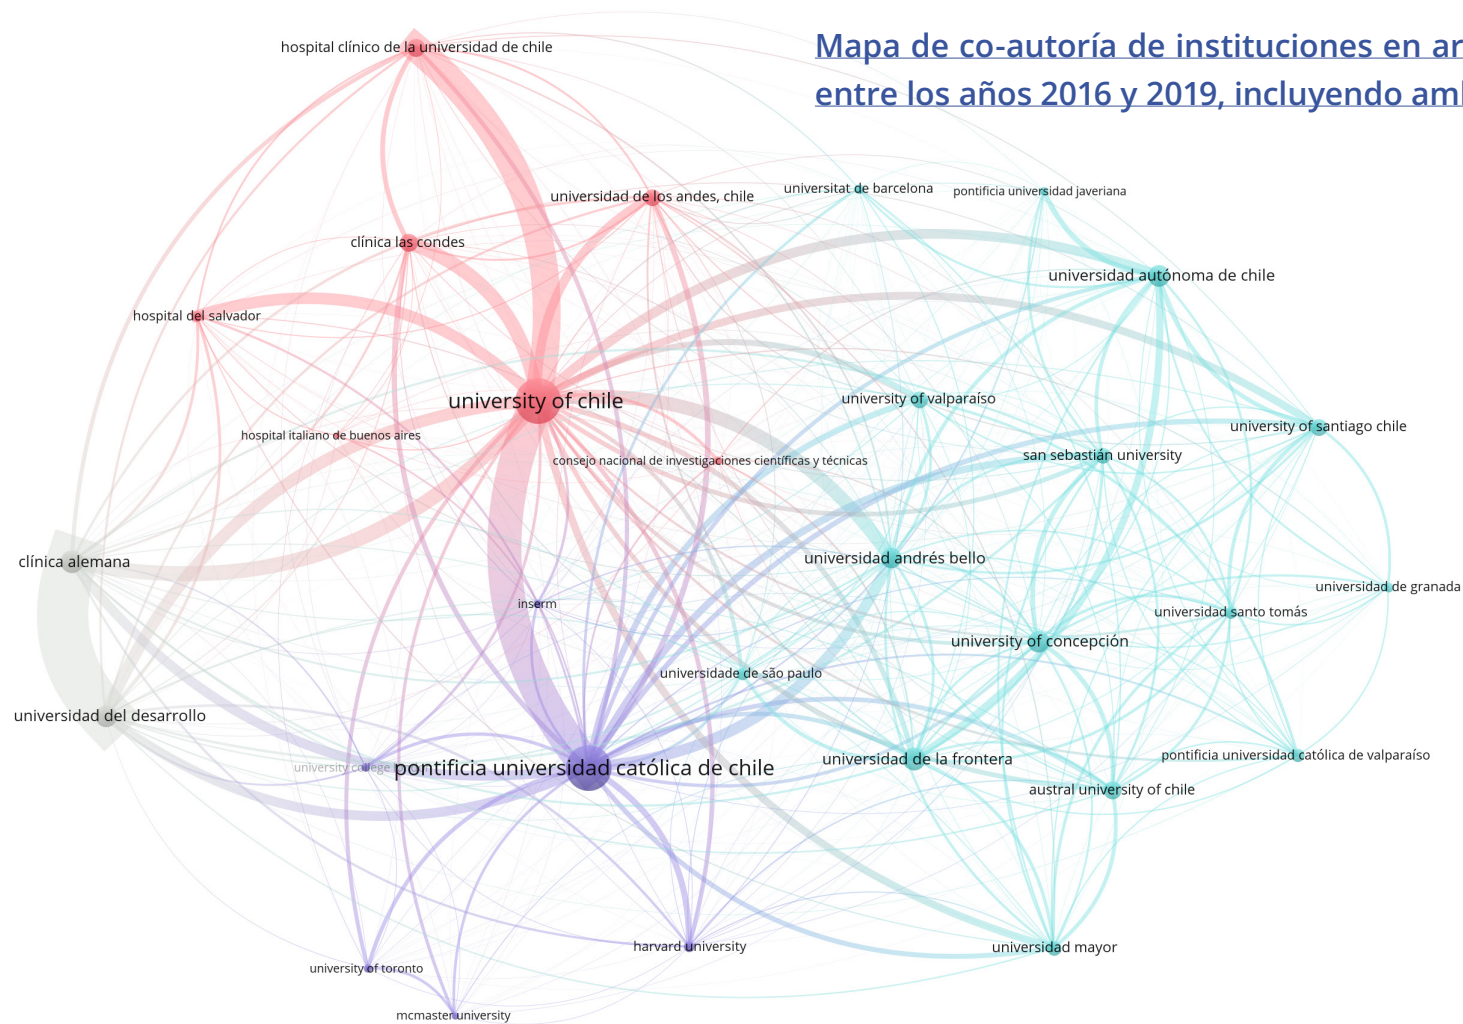 Mapa de co-autoría de instituciones en ar
entre los años 2016 y 2019, incluyendo am
hospital clínico de la universidad de chile
universidad de los andes, chile
universitat de barcelona
pontificia universidad javeriana
clínica las condes
universidad autónoma de chile
hospital del salvador
university of chile
university of valparaíso
university of santiago chile
hospital italiano de buenos aires
consejo nacional de investigaciones científicas y técnicas
san sebastián university
clínica alemana
universidad andrés bello
universidad de granada
inserm
universidad santo tomás
university of concepción
universidade de são paulo
universidad del desarrollo
university college
pontificia universidad católica de chile
universidad de la frontera
pontificia universidad católica de valparaíso
austral university of chile
harvard university
universidad mayor
university of toronto
mcmaster university